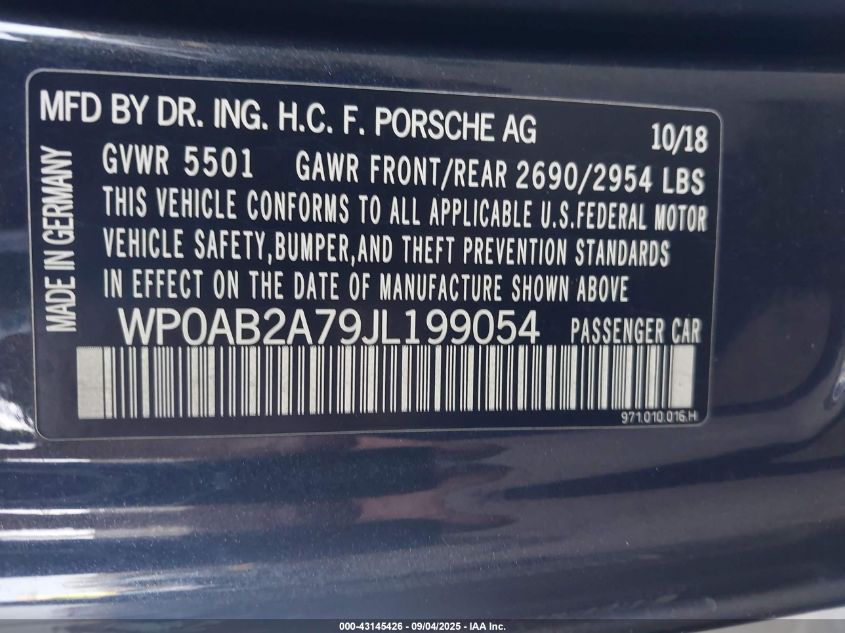 MFD BY DR. ING. H.C. F. PORSCHE AG 10/18
GVWR 5501 GAWR FRONT/REAR 2690/2954 LBS
THIS VEHICLE CONFORMS TO ALL APPLICABLE U.S.FEDERAL MOTOR
VEHICLE SAFETY,BUMPER,AND THEFT PREVENTION STANDARDS
IN EFFECT ON THE DATE OF MANUFACTURE SHOWN ABOVE
MADE IN GERMANY
WP0AB2A79JL199054 PASSENGER CAR
971.010.016.H
000-43145426 - 09/04/2025 - IAA Inc.